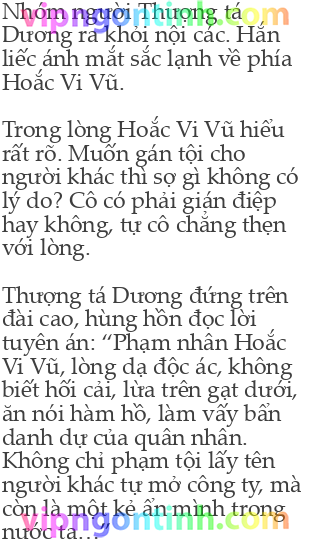 Nhóm người Thượng tá
vipngontinh.com
Dương ra khỏi nội các. Hắn
liếc ánh mắt sắc lạnh về phía
Hoắc Vi Vũ.
Trong lòng Hoắc Vi Vũ hiểu
rất rõ. Muốn gán tội cho
người khác thì sợ gì không có
lý do? Cô có phải gián điệp
hay không, tự cô chẳng thẹn
với lòng.
Thượng tá Dương đứng trên
đài cao, hùng hồn đọc lời
tuyên án: “Phạm nhân Hoắc
Vi Vũ, lòng dạ độc ác, không
biết hối cải, lừa trên gạt dưới,
ăn nói hàm hồ, làm vấy bẩn
danh dự của quân nhân.
Không chỉ phạm tội lấy tên
người khác tự mở công ty, mà
còn là một kẻ ẩn mình trong
vipngontinh.com
nước ta…”